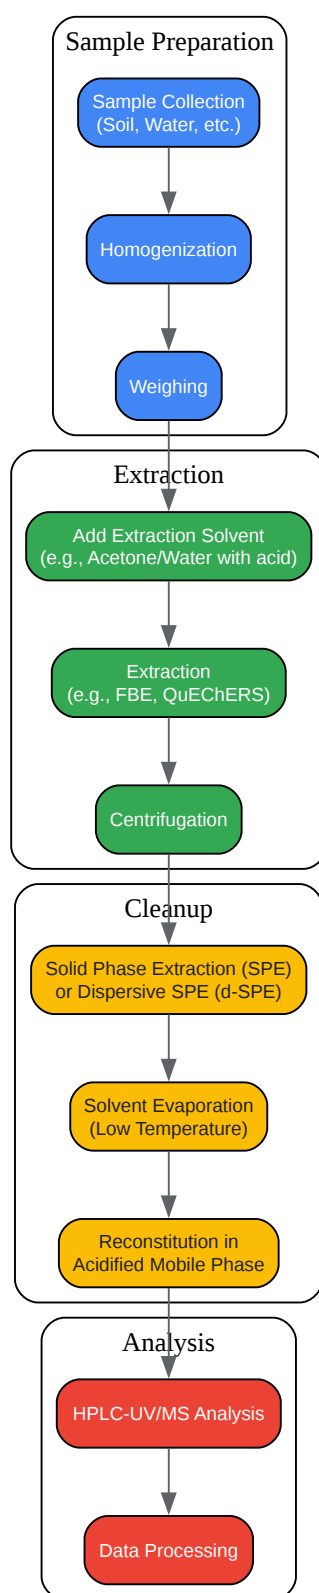 Sample Preparation
Sample Collection
(Soil, Water, etc.)
Homogenization
Weighing
Extraction
Add Extraction Solvent
(e.g., Acetone/Water with acid)
Extraction
(e.g., FBE, QuEChERS)
Centrifugation
Cleanup
Solid Phase Extraction (SPE)
or Dispersive SPE (d-SPE)
Solvent Evaporation
(Low Temperature)
Reconstitution in
Acidified Mobile Phase
Analysis
HPLC-UV/MS Analysis
Data Processing